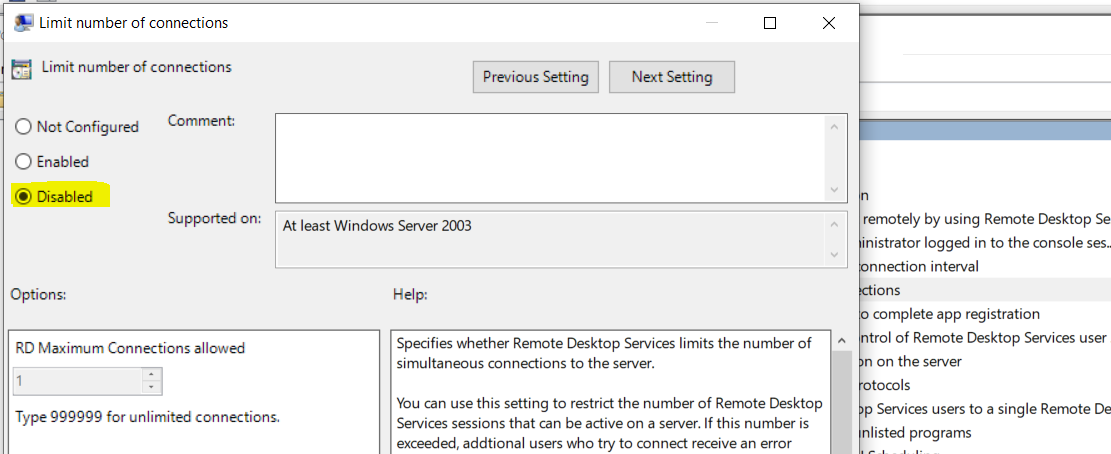 Limit number of connections
Limit number of connections
Previous Setting
Next Setting
Not Configured
Comment:
Enabled
Disabled
Supported on:
At least Windows Server 2003
Options:
Help:
RD Maximum Connections allowed
1
Type 999999 for unlimited connections.
Specifies whether Remote Desktop Services limits the number of
simultaneous connections to the server.
You can use this setting to restrict the number of Remote Desktop
Services sessions that can be active on a server. If this number is
exceeded, addtional users who try to connect receive an error
n
remotely by using Remote Desktop Se
inistrator logged in to the console ses..
connection interval
ections
to complete app registration
ntrol of Remote Desktop Services user
on on the server
rotocols
p Services users to a single Remote De
unlisted programs
l Scheduling